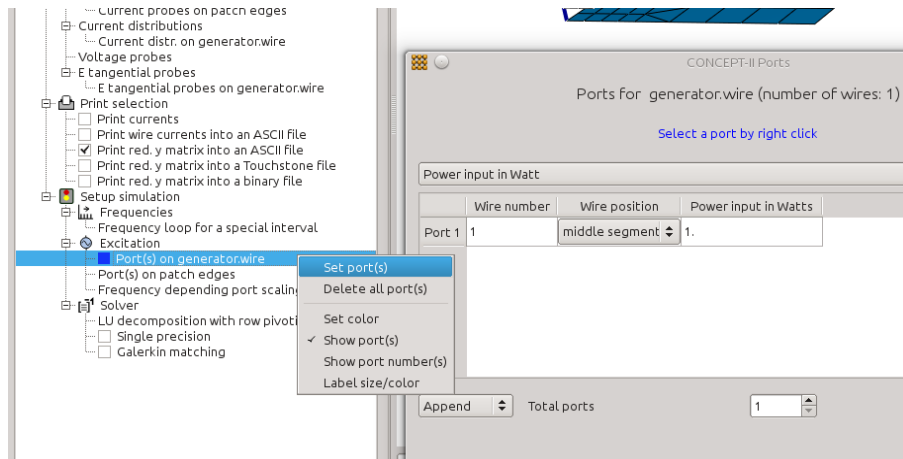 Current probes on patch edges
Current distributions
Current distr. on generator.wire
Voltage probes
E tangential probes
E tangential probes on generator.wire
Print selection
Print currents
Print wire currents into an ASCII file
Print red. y matrix into an ASCII file
Print red. y matrix into a Touchstone file
Print red. y matrix into a binary file
Setup simulation
Frequencies
Frequency loop for a special interval
Excitation
Port(s) on generator.wire
Port(s) on patch edges
Frequency depending port scaling
Solver
LU decomposition with row pivoti
Single precision
Galerkin matching
Set port(s)
Delete all port(s)
Set color
Show port(s)
Show port number(s)
Label size/color
CONCEPT-II Ports
Ports for generator.wire (number of wires: 1)
Select a port by right click
Power input in Watt
Wire number Wire position Power input in Watts
Port 1 1 middle segment 1.
Append Total ports 1